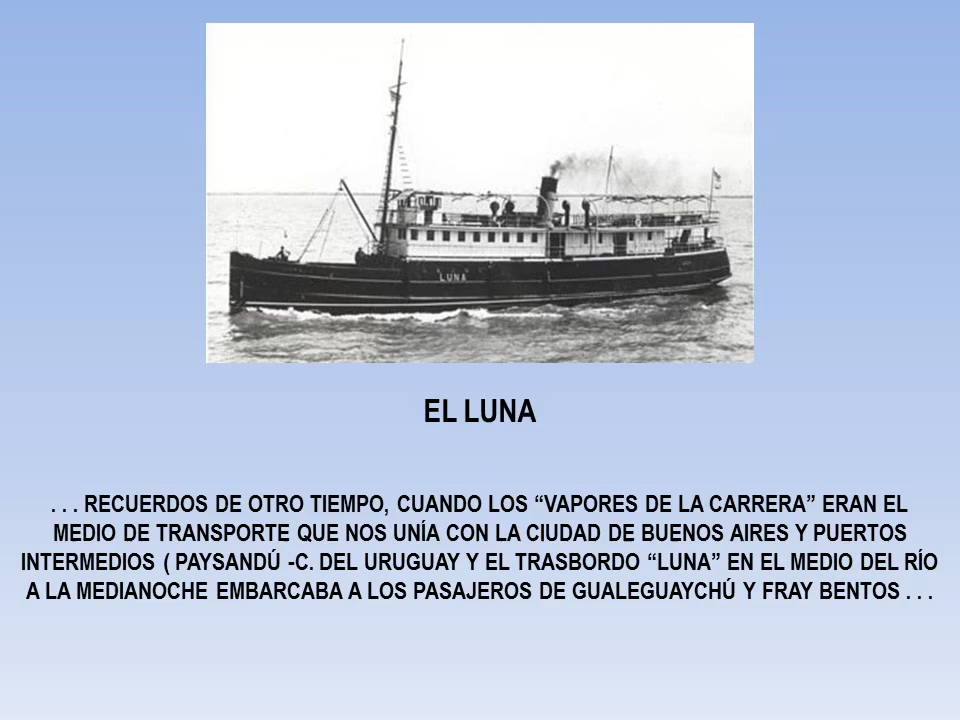 LUNA
EL LUNA
. . . RECUERDOS DE OTRO TIEMPO, CUANDO LOS “VAPORES DE LA CARRERA” ERAN EL
MEDIO DE TRANSPORTE QUE NOS UNÍA CON LA CIUDAD DE BUENOS AIRES Y PUERTOS
INTERMEDIOS ( PAYSANDÚ -C. DEL URUGUAY Y EL TRASBORDO “LUNA” EN EL MEDIO DEL RÍO
A LA MEDIANOCHE EMBARCABA A LOS PASAJEROS DE GUALEGUAYCHÚ Y FRAY BENTOS . . .